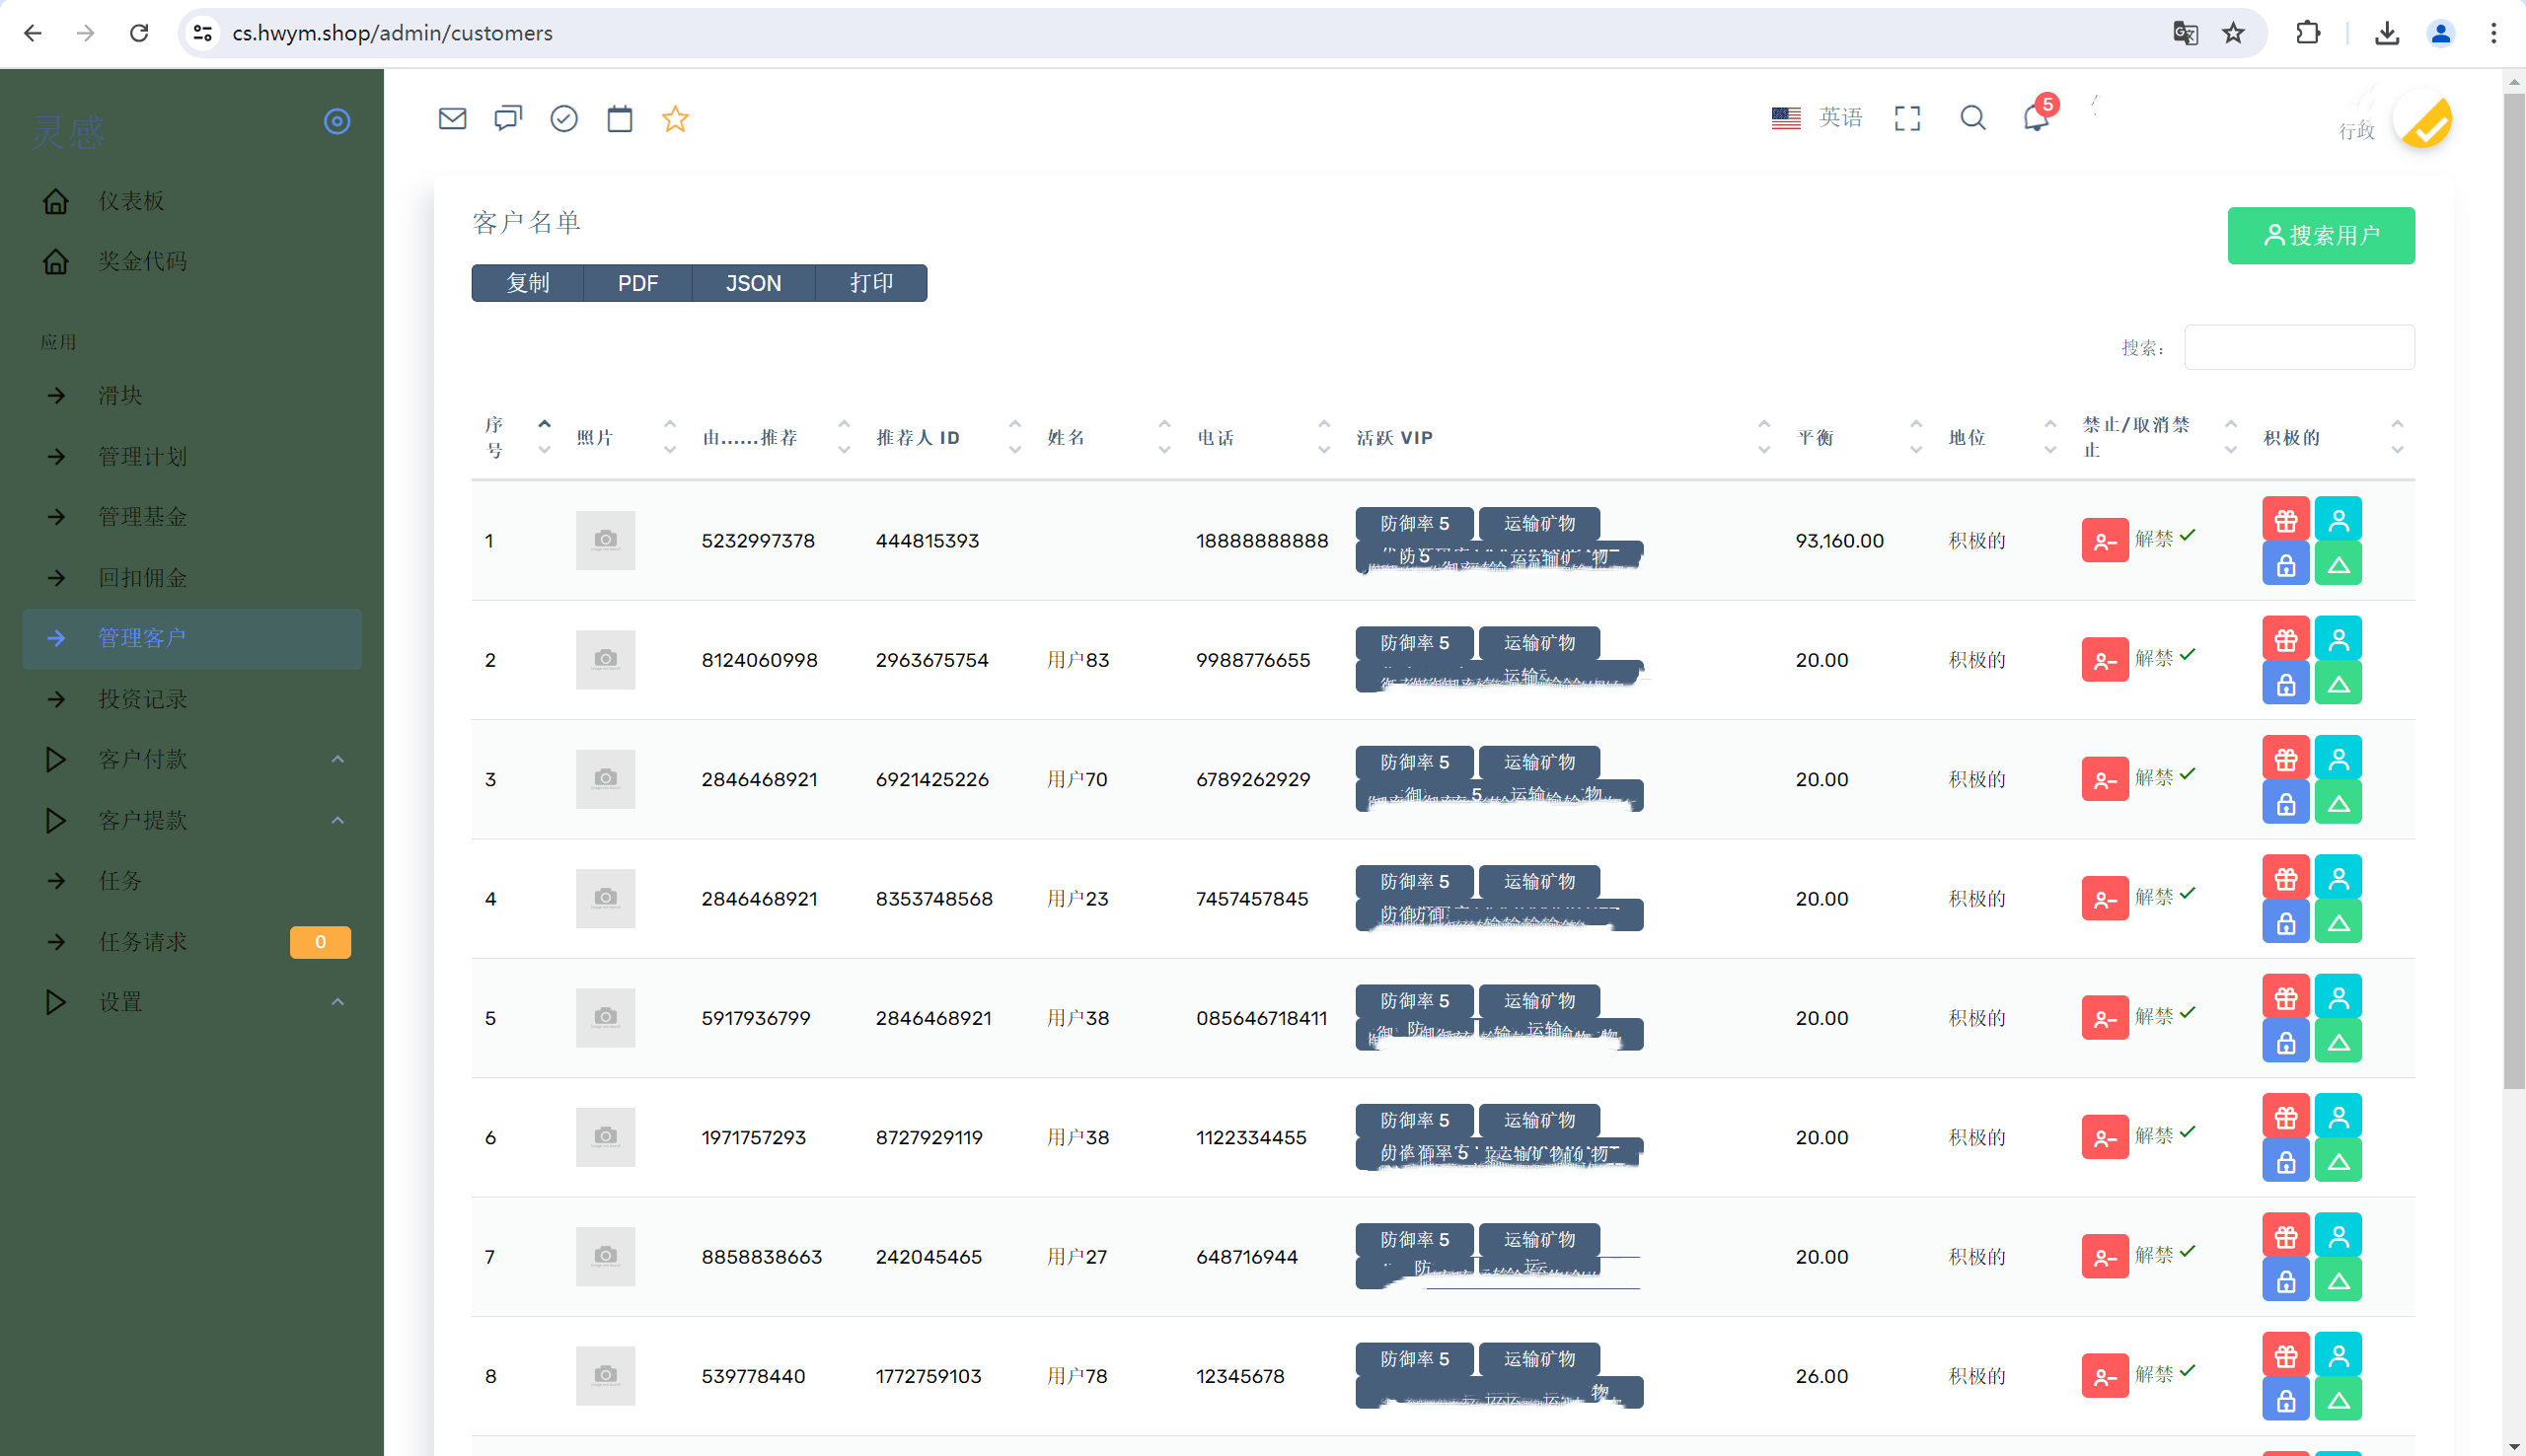 cs.hwym.shop/admin/customers
灵感
仪表板
奖金代码
应用
滑块
管理计划
管理基金
回扣佣金
管理客户
投资记录
客户付款
客户提款
任务
任务请求 0
设置
英语 5 行政
客户名单
搜索用户
复制 PDF JSON 打印
搜索：
序号 照片 由……推荐 推荐人 ID 姓名 电话 活跃 VIP 平衡 地位 禁止/取消禁止 积极的
1 5232997378 444815393 18888888888 防御率 5 运输矿物 93,160.00 积极的 解禁
2 8124060998 2963675754 用户83 9988776655 防御率 5 运输矿物 20.00 积极的 解禁
3 2846468921 6921425226 用户70 6789262929 防御率 5 运输矿物 20.00 积极的 解禁
4 2846468921 8353748568 用户23 7457457845 防御率 5 运输矿物 20.00 积极的 解禁
5 5917936799 2846468921 用户38 085646718411 防御率 5 运输矿物 20.00 积极的 解禁
6 1971757293 8727929119 用户38 1122334455 防御率 5 运输矿物 20.00 积极的 解禁
7 8858838663 242045465 用户27 648716944 防御率 5 运输矿物 20.00 积极的 解禁
8 539778440 1772759103 用户78 12345678 防御率 5 运输矿物 26.00 积极的 解禁